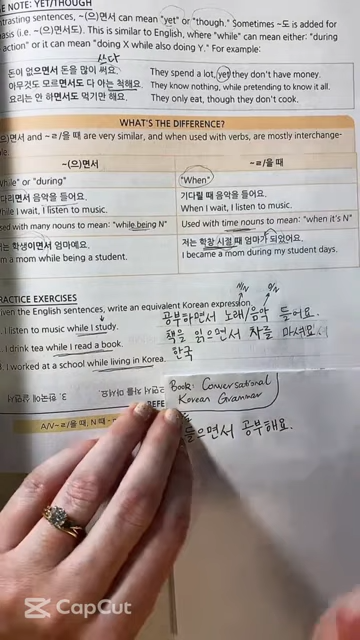 NOTE: YET/THOUGH
contrasting sentences, ~(으)면서 can mean "yet" or "though." Sometimes ~도 is added for
emphasis (i.e. ~(으)면서도). This is similar to English, where "while" can mean either: "during
action" or it can mean "doing X while also doing Y." For example:
쓰다
돈이 없으면서 돈을 많이 써요. They spend a lot, yet they don't have money.
아무것도 모르면서도 다 아는 척해요. They know nothing, while pretending to know it all.
요리는 안 하면서도 먹기만 해요. They only eat, though they don't cook.
WHAT'S THE DIFFERENCE?
(으)면서 and ~ㄹ/을 때 are very similar, and when used with verbs, are mostly interchange-
able.
~(으)면서 ~ㄹ/을 때
"While" or "during" "When"
기다리면서 음악을 들어요. 기다릴 때 음악을 들어요.
While I wait, I listen to music. When I wait, I listen to music.
Used with many nouns to mean: "while being N" Used with time nouns to mean: "when it's N"
저는 학생이면서 엄마예요. 저는 학창 시절 때 엄마가 되었어요.
I'm a mom while being a student. I became a mom during my student days.
PRACTICE EXERCISES
Given the English sentences, write an equivalent Korean expression.
I listen to music while I study. 공부하면서 노래/음악 들어요.
I drink tea while I read a book. 책을 읽으면서 차를 마셔요
I worked at a school while living in Korea. 한국
Book: Conversational
Korean Grammar
A/V~ㄹ/을 때, N 때
들으면서 공부해요.
CapCut